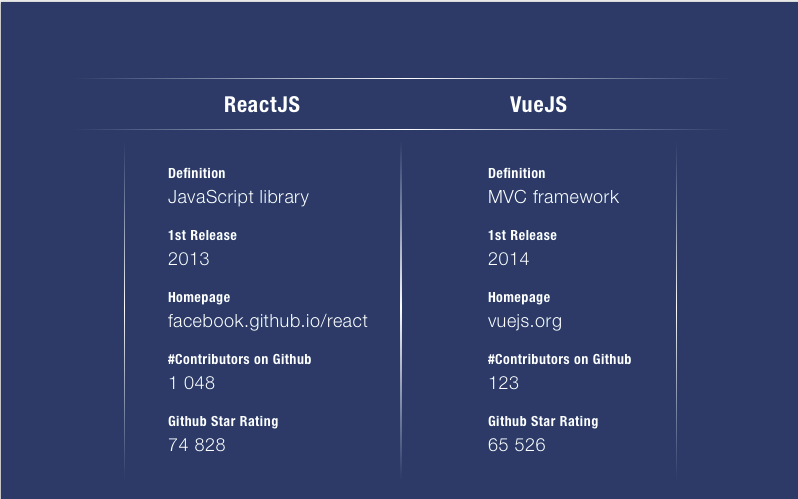 ReactJS
VueJS
Definition
JavaScript library
1st Release
2013
Homepage
facebook.github.io/react
#Contributors on Github
1 048
Github Star Rating
74 828
Definition
MVC framework
1st Release
2014
Homepage
vuejs.org
#Contributors on Github
123
Github Star Rating
65 526